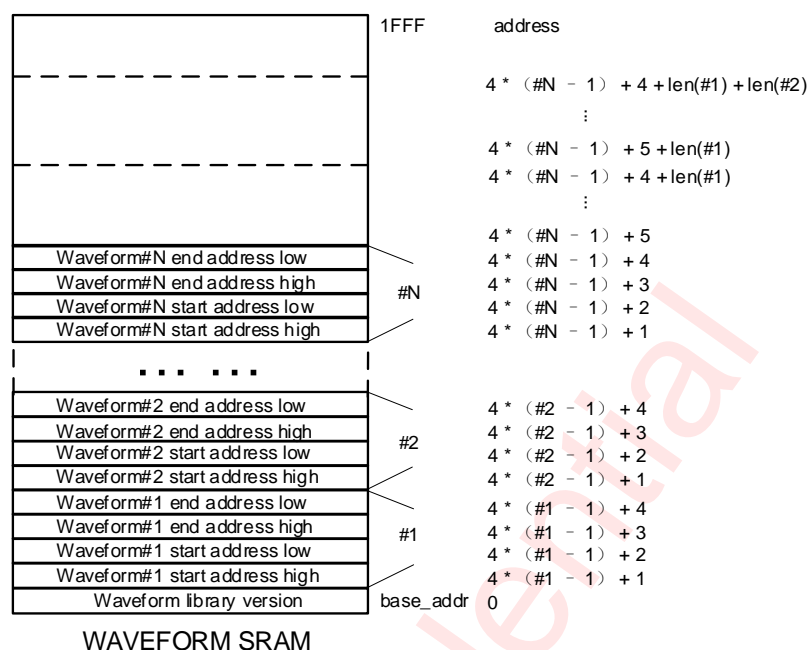 1FFF address
4 * （#N - 1） + 4 + len(#1) + len(#2)
⋮
4 * （#N - 1） + 5 + len(#1)
4 * （#N - 1） + 4 + len(#1)
⋮
4 * （#N - 1） + 5
Waveform#N end address low 4 * （#N - 1） + 4
Waveform#N end address high 4 * （#N - 1） + 3
#N
Waveform#N start address low 4 * （#N - 1） + 2
Waveform#N start address high 4 * （#N - 1） + 1
... ...
Waveform#2 end address low 4 * （#2 - 1） + 4
Waveform#2 end address high 4 * （#2 - 1） + 3
#2
Waveform#2 start address low 4 * （#2 - 1） + 2
Waveform#2 start address high 4 * （#2 - 1） + 1
Waveform#1 end address low 4 * （#1 - 1） + 4
Waveform#1 end address high 4 * （#1 - 1） + 3
#1
Waveform#1 start address low 4 * （#1 - 1） + 2
Waveform#1 start address high 4 * （#1 - 1） + 1
Waveform library version base_addr 0
WAVEFORM SRAM